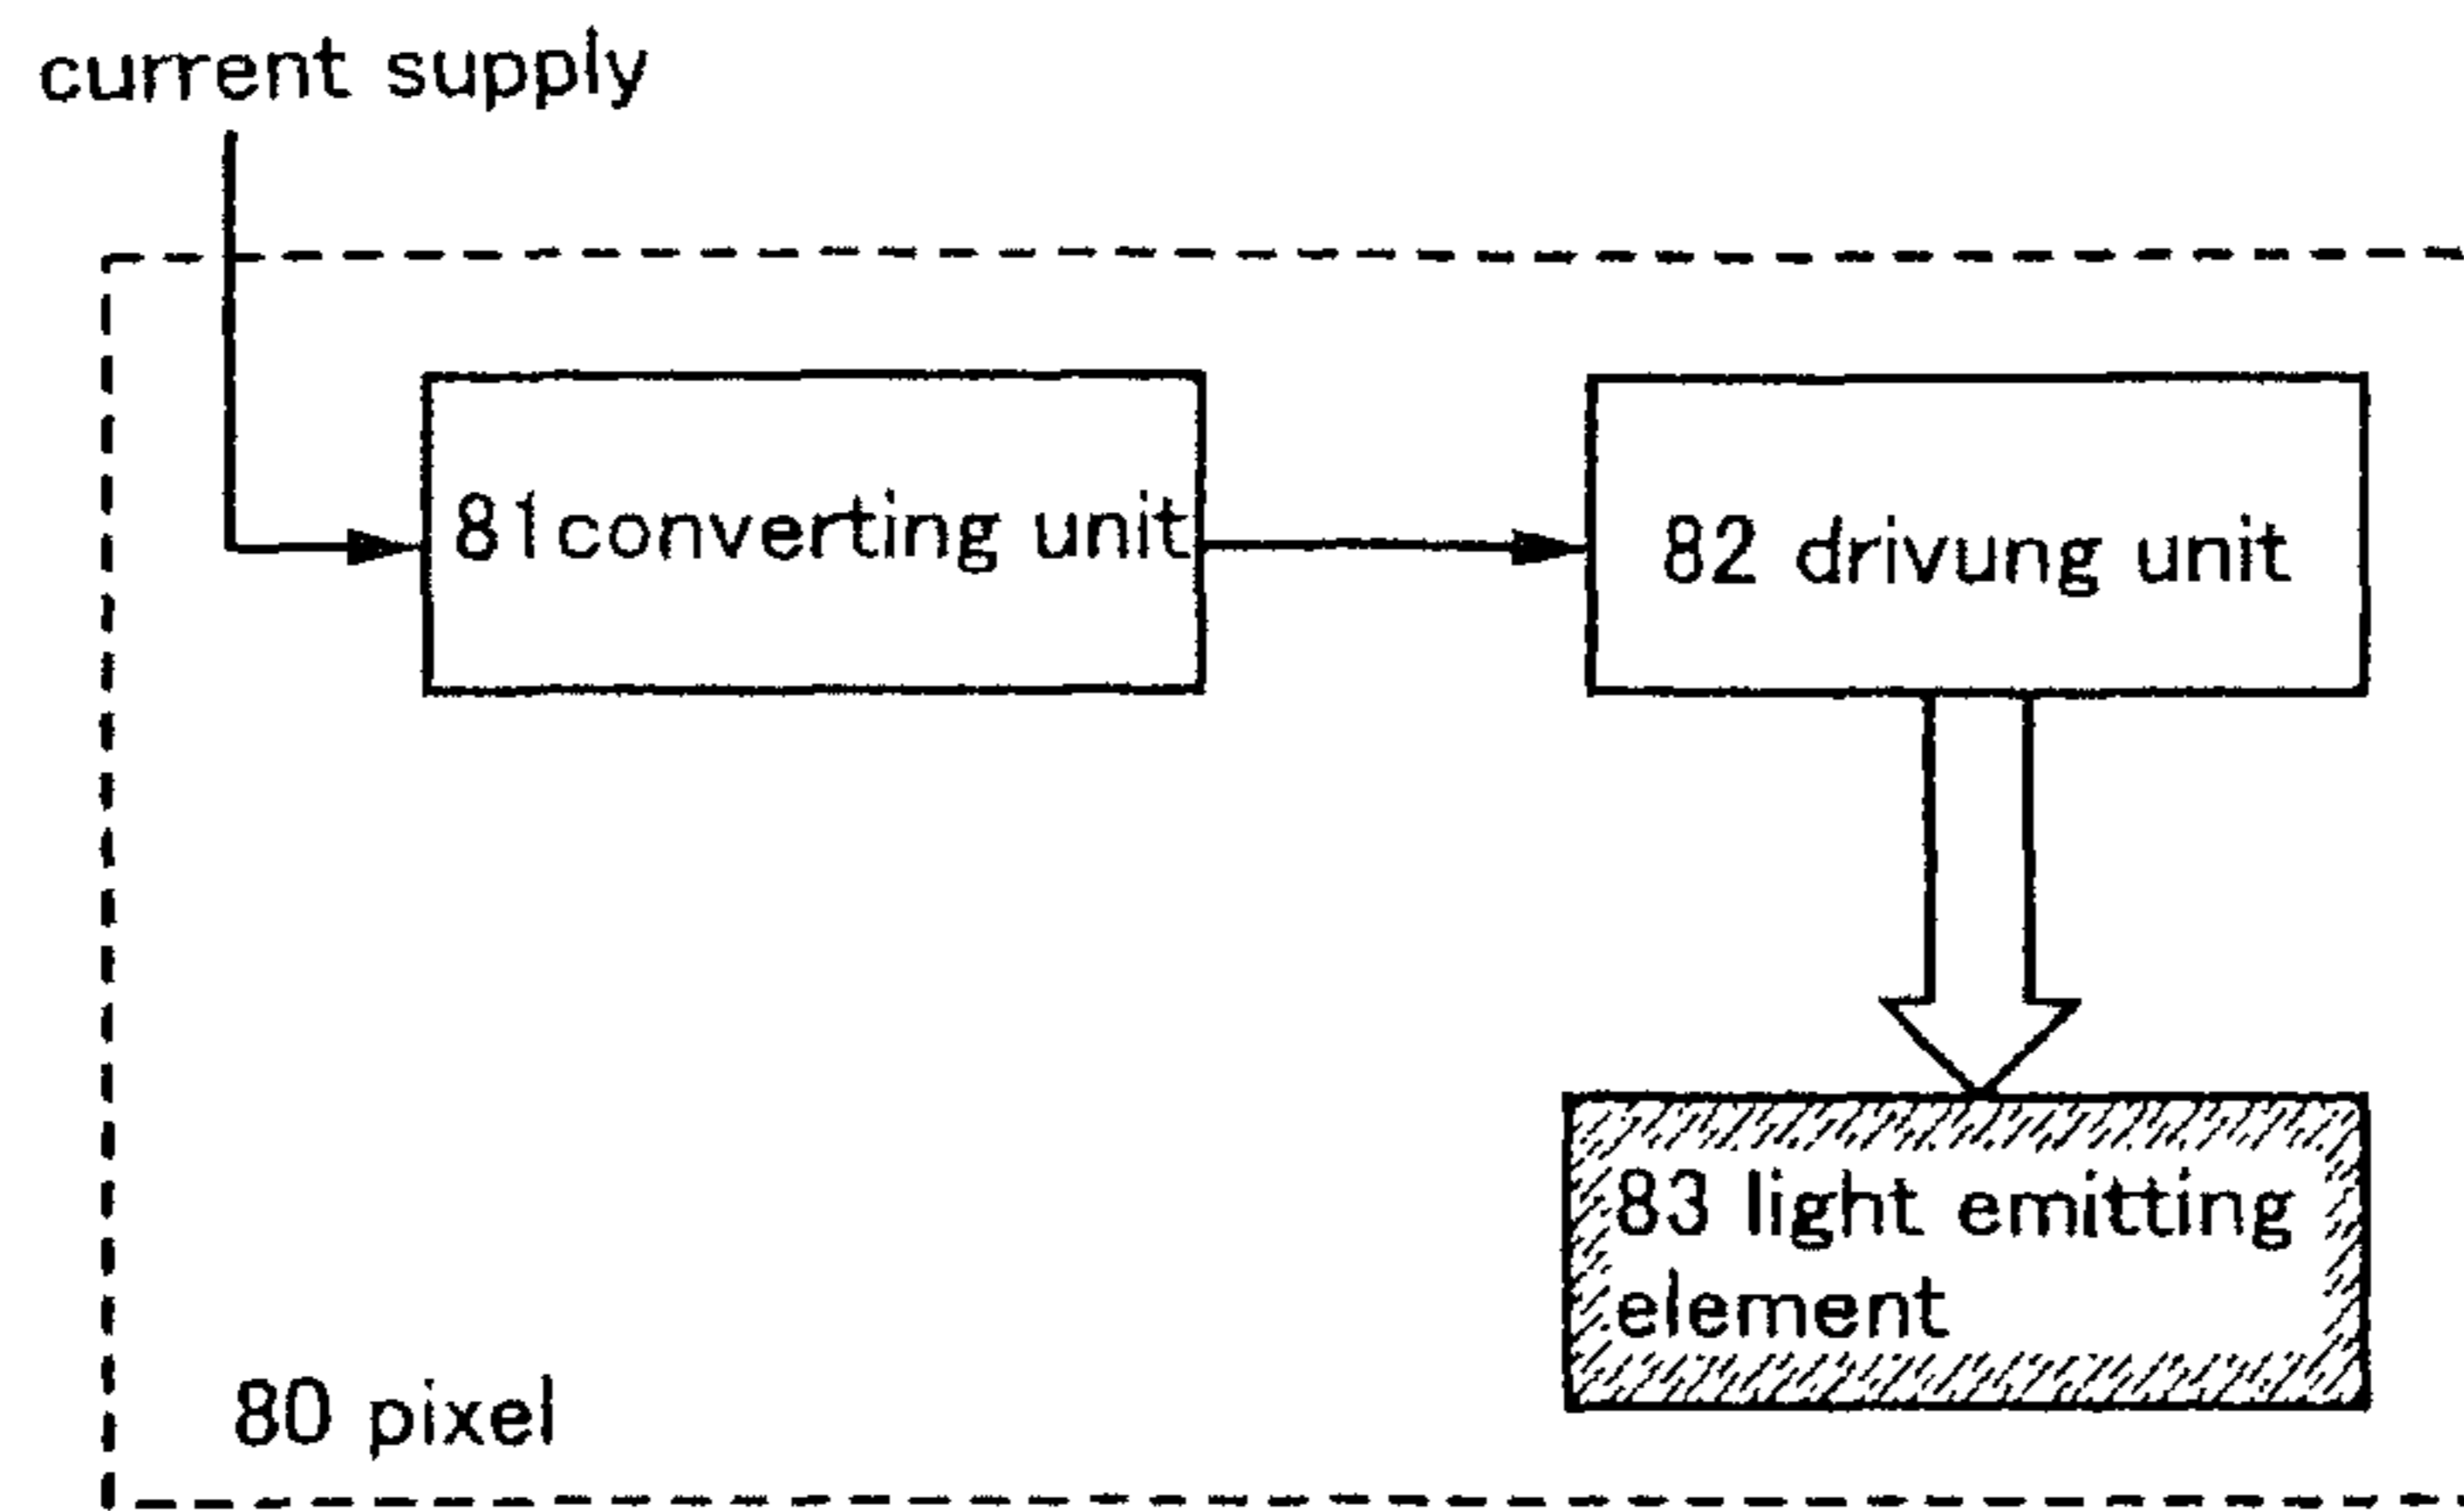 current supply
81converting unit
82 drivung unit
83 light emitting
element
80 pixel